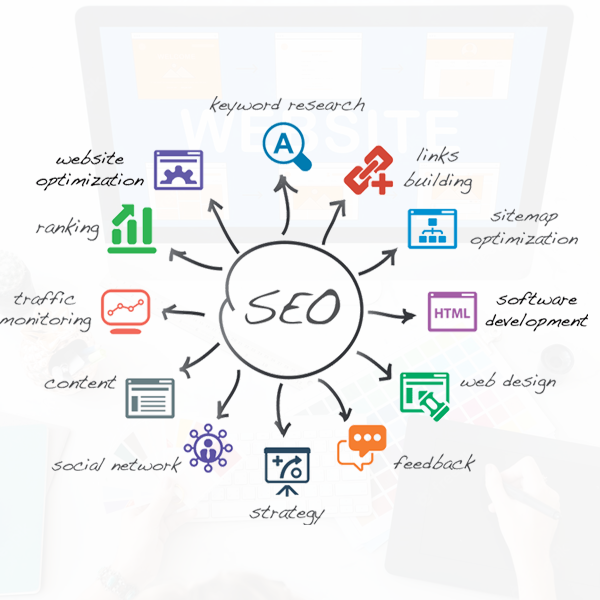 WEBSITE
keyword research
A
website
optimization
links
building
ranking
sitemap
optimization
SEO
traffic
monitoring
HTML
software
development
content
web design
social network
feedback
strategy